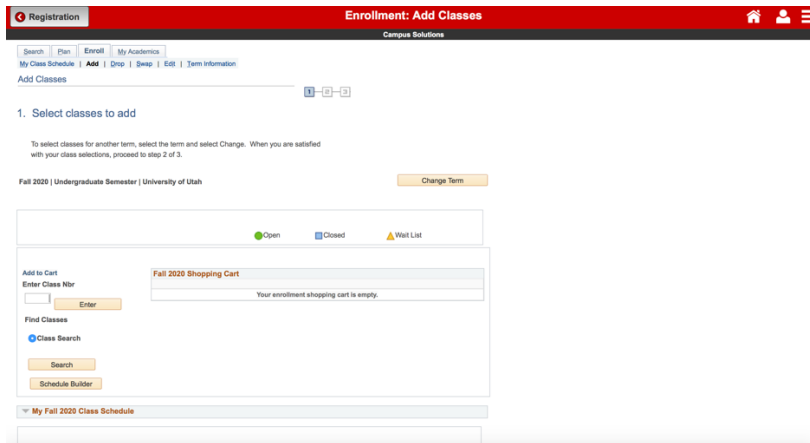 Registration
Enrollment: Add Classes
Campus Solutions
Search Plan Enroll My Academics
My Class Schedule | Add | Drop | Swap | Edit | Term Information
Add Classes
1 2 3
1. Select classes to add
To select classes for another term, select the term and select Change. When you are satisfied
with your class selections, proceed to step 2 of 3.
Fall 2020 | Undergraduate Semester | University of Utah
Change Term
Open Closed Wait List
Add to Cart
Enter Class Nbr
Enter
Find Classes
Class Search
Search
Schedule Builder
Fall 2020 Shopping Cart
Your enrollment shopping cart is empty.
My Fall 2020 Class Schedule